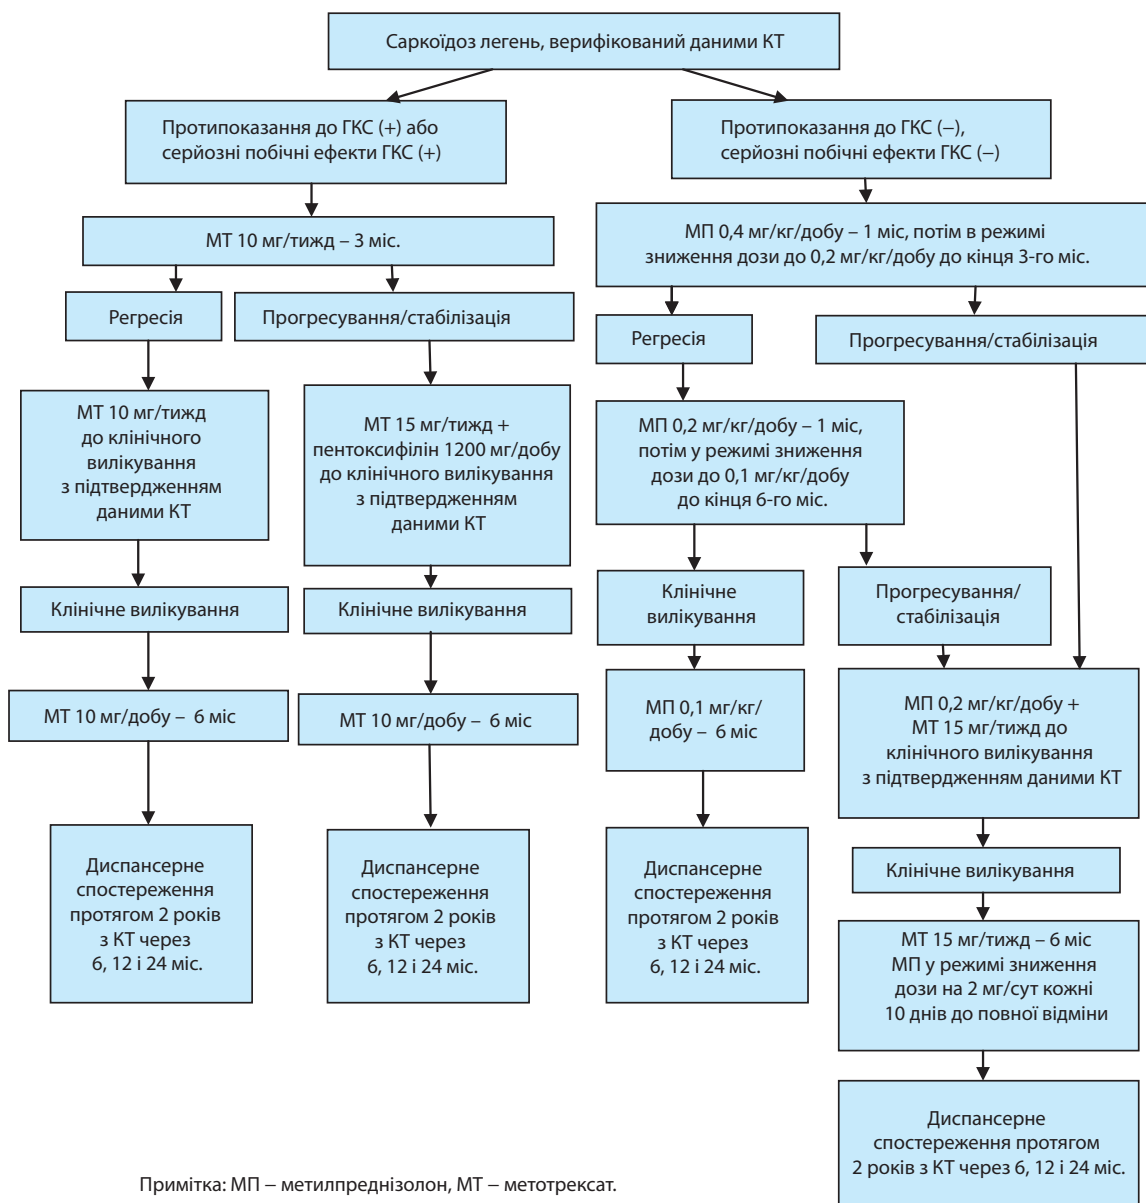 Саркоїдоз легень, верифікований даними КТ
Протипоказання до ГКС (+) або
серйозні побічні ефекти ГКС (+)
Протипоказання до ГКС (−),
серйозні побічні ефекти ГКС (−)
МТ 10 мг/тижд – 3 міс.
МП 0,4 мг/кг/добу – 1 міс, потім в режимі
зниження дози до 0,2 мг/кг/добу до кінця 3-го міс.
Регресія
Прогресування/стабілізація
Регресія
Прогресування/стабілізація
МТ 10 мг/тижд
до клінічного
вилікування
з підтвердженням
даними КТ
МТ 15 мг/тижд +
пентоксифілін 1200 мг/добу
до клінічного вилікування
з підтвердженням
даними КТ
МП 0,2 мг/кг/добу – 1 міс,
потім у режимі зниження
дози до 0,1 мг/кг/добу
до кінця 6-го міс.
Клінічне вилікування
Клінічне вилікування
Клінічне
вилікування
Прогресування/
стабілізація
МТ 10 мг/добу – 6 міс
МТ 10 мг/добу – 6 міс
МП 0,1 мг/кг/
добу – 6 міс
МП 0,2 мг/кг/добу +
МТ 15 мг/тижд до
клінічного вилікування
з підтвердженням даними КТ
Диспансерне
спостереження
протягом 2 років
з КТ через
6, 12 і 24 міс.
Диспансерне
спостереження
протягом 2 років
з КТ через
6, 12 і 24 міс.
Диспансерне
спостереження
протягом 2 років
з КТ через
6, 12 і 24 міс.
Клінічне вилікування
МТ 15 мг/тижд – 6 міс
МП у режимі зниження
дози на 2 мг/сут кожні
10 днів до повної відміни
Диспансерне
спостереження протягом
2 років з КТ через 6, 12 і 24 міс.
Примітка: МП – метилпреднізолон, МТ – метотрексат.